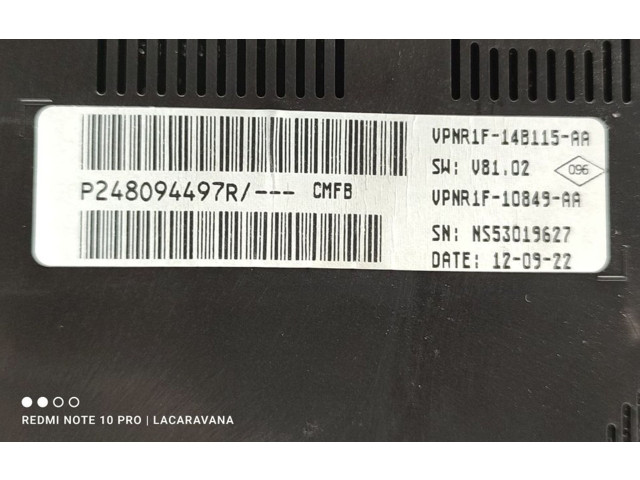 VPNR1F-14B115-AA
SW: V81.02 096
P248094497R/--- CMFB
VPNR1F-10849-AA
SN: NS53019627
DATE: 12-09-22
REDMI NOTE 10 PRO | LACARAVANA